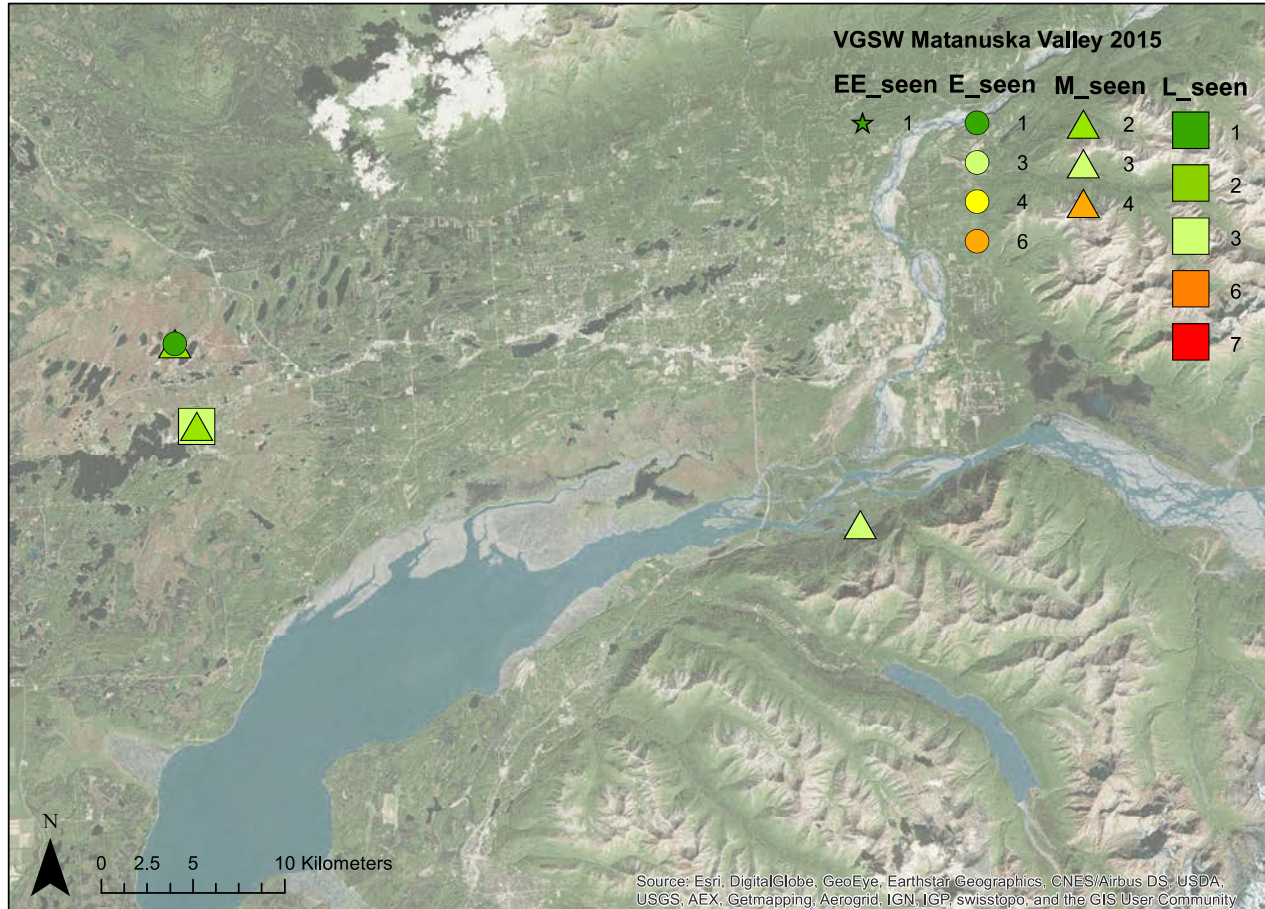 VGSW Matanuska Valley 2015
EE_seen E_seen M_seen L_seen
1 1 2 1
3 3 2
4 4 3
6 6
7
N
0 2.5 5 10 Kilometers
Source: Esri, DigitalGlobe, GeoEye, Earthstar Geographics, CNES/Airbus DS, USDA,
USGS, AEX, Getmapping, Aerogrid, IGN, IGP, swisstopo, and the GIS User Community